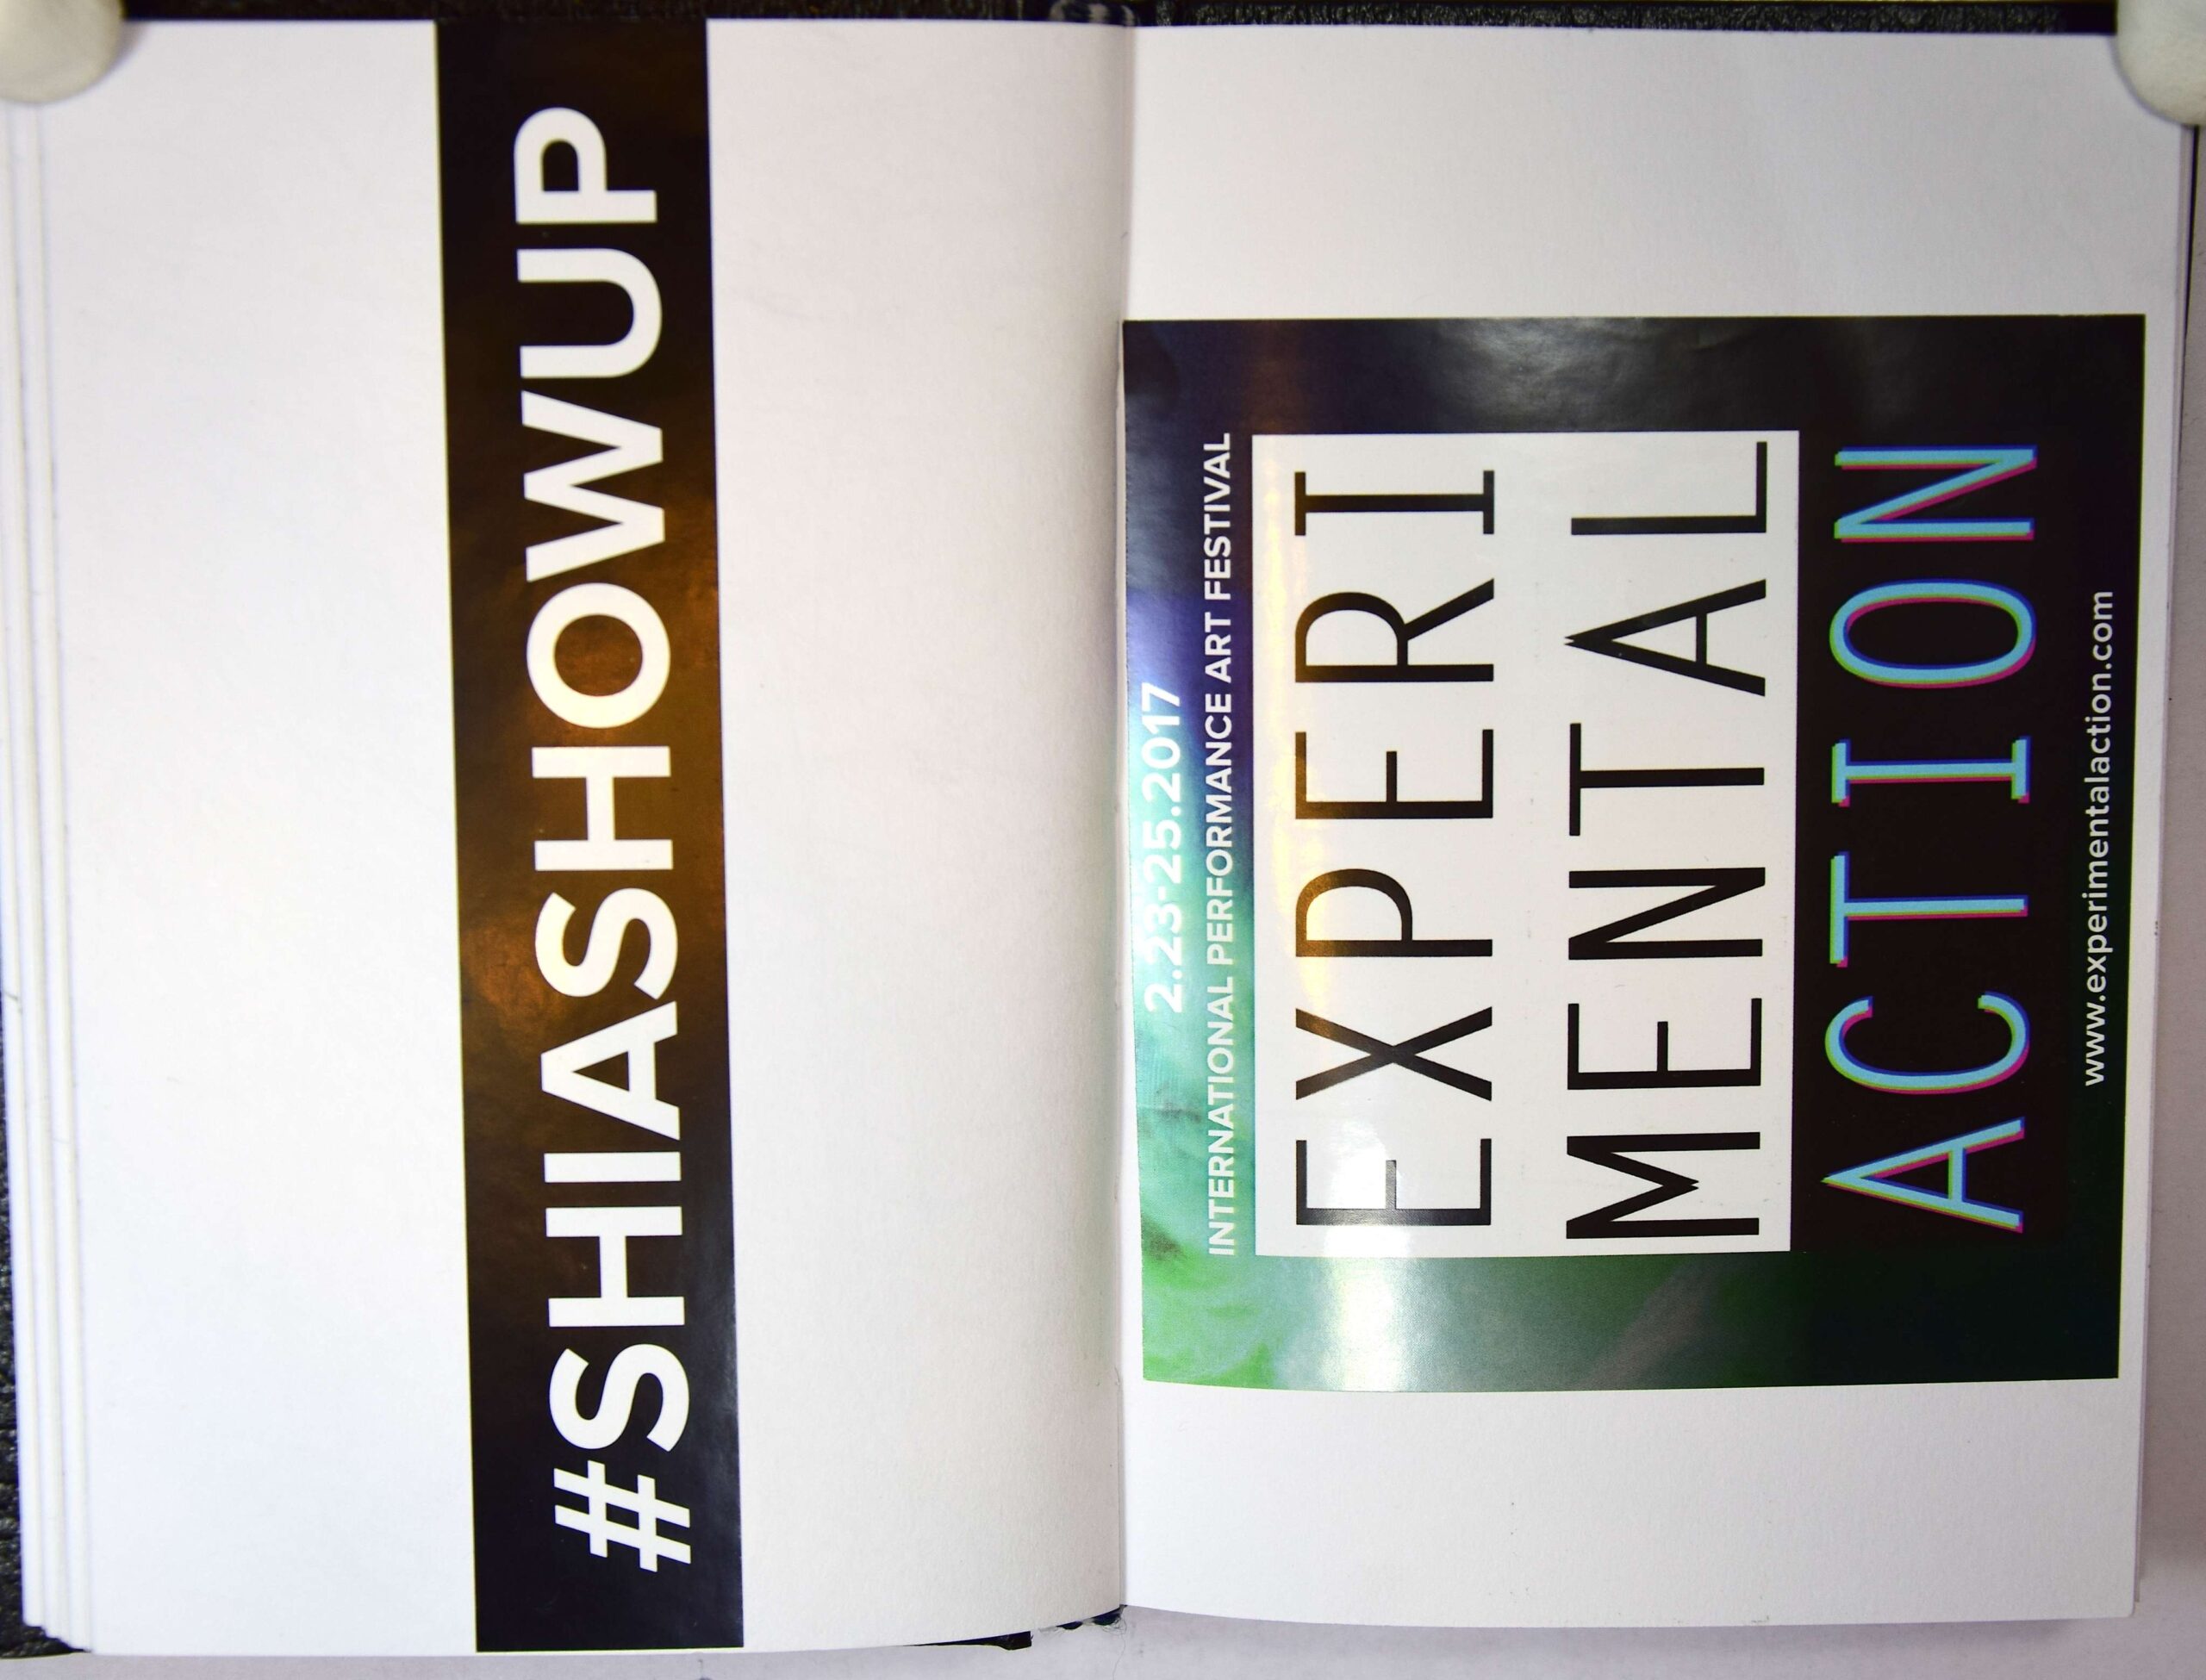 #SHIASHOWUP
2.23-25.2017
INTERNATIONAL PERFORMANCE ART FESTIVAL
EXPERI
MENTAL
ACTION
www.experimentalaction.com